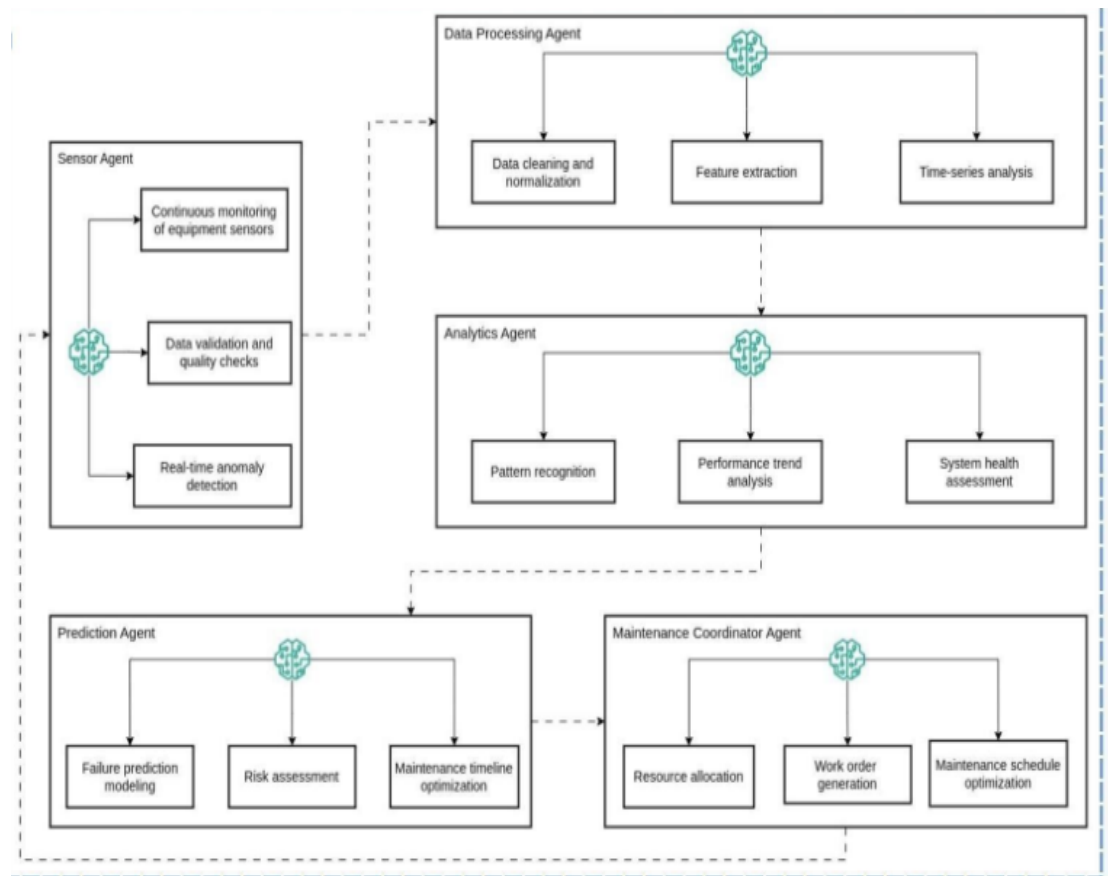 Data Processing Agent
Data cleaning and
normalization
Feature extraction
Time-series analysis
Sensor Agent
Continuous monitoring
of equipment sensors
Data validation and
quality checks
Real-time anomaly
detection
Analytics Agent
Pattern recognition
Performance trend
analysis
System health
assessment
Prediction Agent
Failure prediction
modeling
Risk assessment
Maintenance timeline
optimization
Maintenance Coordinator Agent
Resource allocation
Work order
generation
Maintenance schedule
optimization